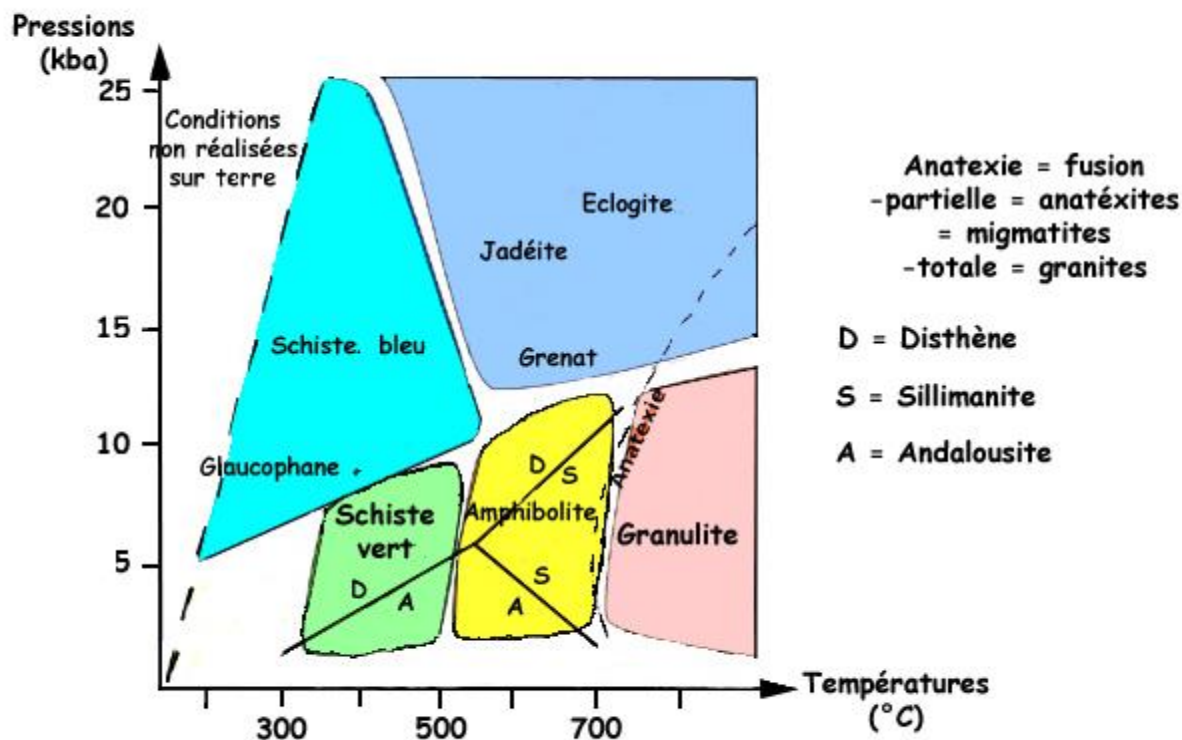 Pressions
(kba)
25
20
15
10
5
Conditions
non réalisées
sur terre
Eclogite
Jadéite
Grenat
Schiste. bleu
Glaucophane
Schiste
vert
D
A
D
S
Amphibolite
S
A
Anatexie
Granulite
300
500
700
Températures
(°C)
Anatexie = fusion
-partielle = anatéxites
= migmatites
-totale = granites
D = Disthène
S = Sillimanite
A = Andalousite